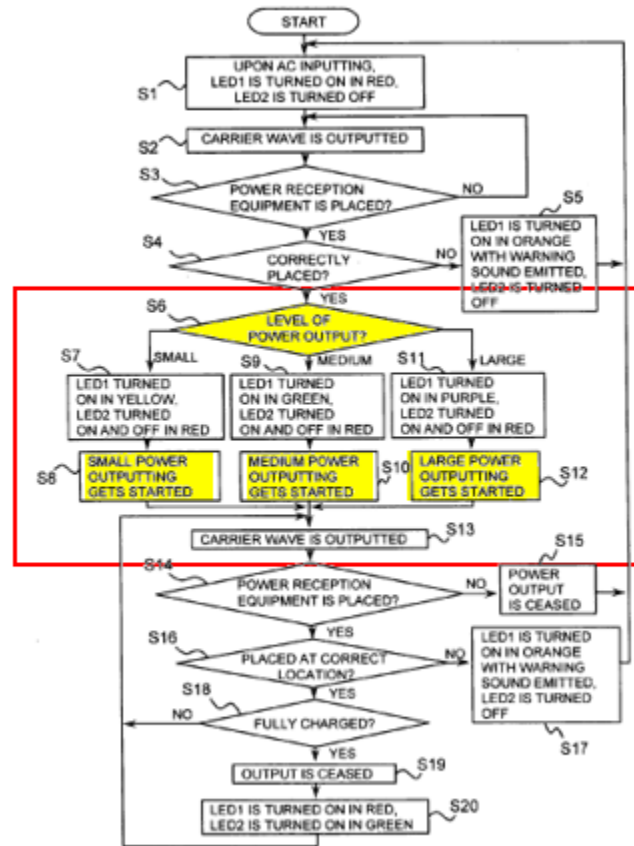 START
S1
UPON AC INPUTTING,
LED1 IS TURNED ON IN RED,
LED2 IS TURNED OFF
S2
CARRIER WAVE IS OUTPUTTED
S3
POWER RECEPTION
EQUIPMENT IS PLACED?
NO
YES
S4
CORRECTLY
PLACED?
NO
S5
LED1 IS TURNED
ON IN ORANGE
WITH WARNING
SOUND EMITTED,
LED2 IS TURNED
OFF
YES
S6
LEVEL OF
POWER OUTPUT?
SMALL
MEDIUM
LARGE
S7
LED1 TURNED
ON IN YELLOW,
LED2 TURNED
ON AND OFF IN RED
S9
LED1 TURNED
ON IN GREEN,
LED2 TURNED
ON AND OFF IN RED
S11
LED1 TURNED
ON IN PURPLE,
LED2 TURNED
ON AND OFF IN RED
S8
SMALL POWER
OUTPUTTING
GETS STARTED
MEDIUM POWER
OUTPUTTING
GETS STARTED
S10
LARGE POWER
OUTPUTTING
GETS STARTED
S12
CARRIER WAVE IS OUTPUTTED
S13
S14
POWER RECEPTION
EQUIPMENT IS PLACED?
NO
S15
POWER
OUTPUT
IS CEASED
YES
S16
PLACED AT CORRECT
LOCATION?
NO
LED1 IS TURNED
ON IN ORANGE
WITH WARNING
SOUND EMITTED,
LED2 IS TURNED
OFF
S17
YES
S18
FULLY CHARGED?
NO
YES
OUTPUT IS CEASED
S19
LED1 IS TURNED ON IN RED,
LED2 IS TURNED ON IN GREEN
S20